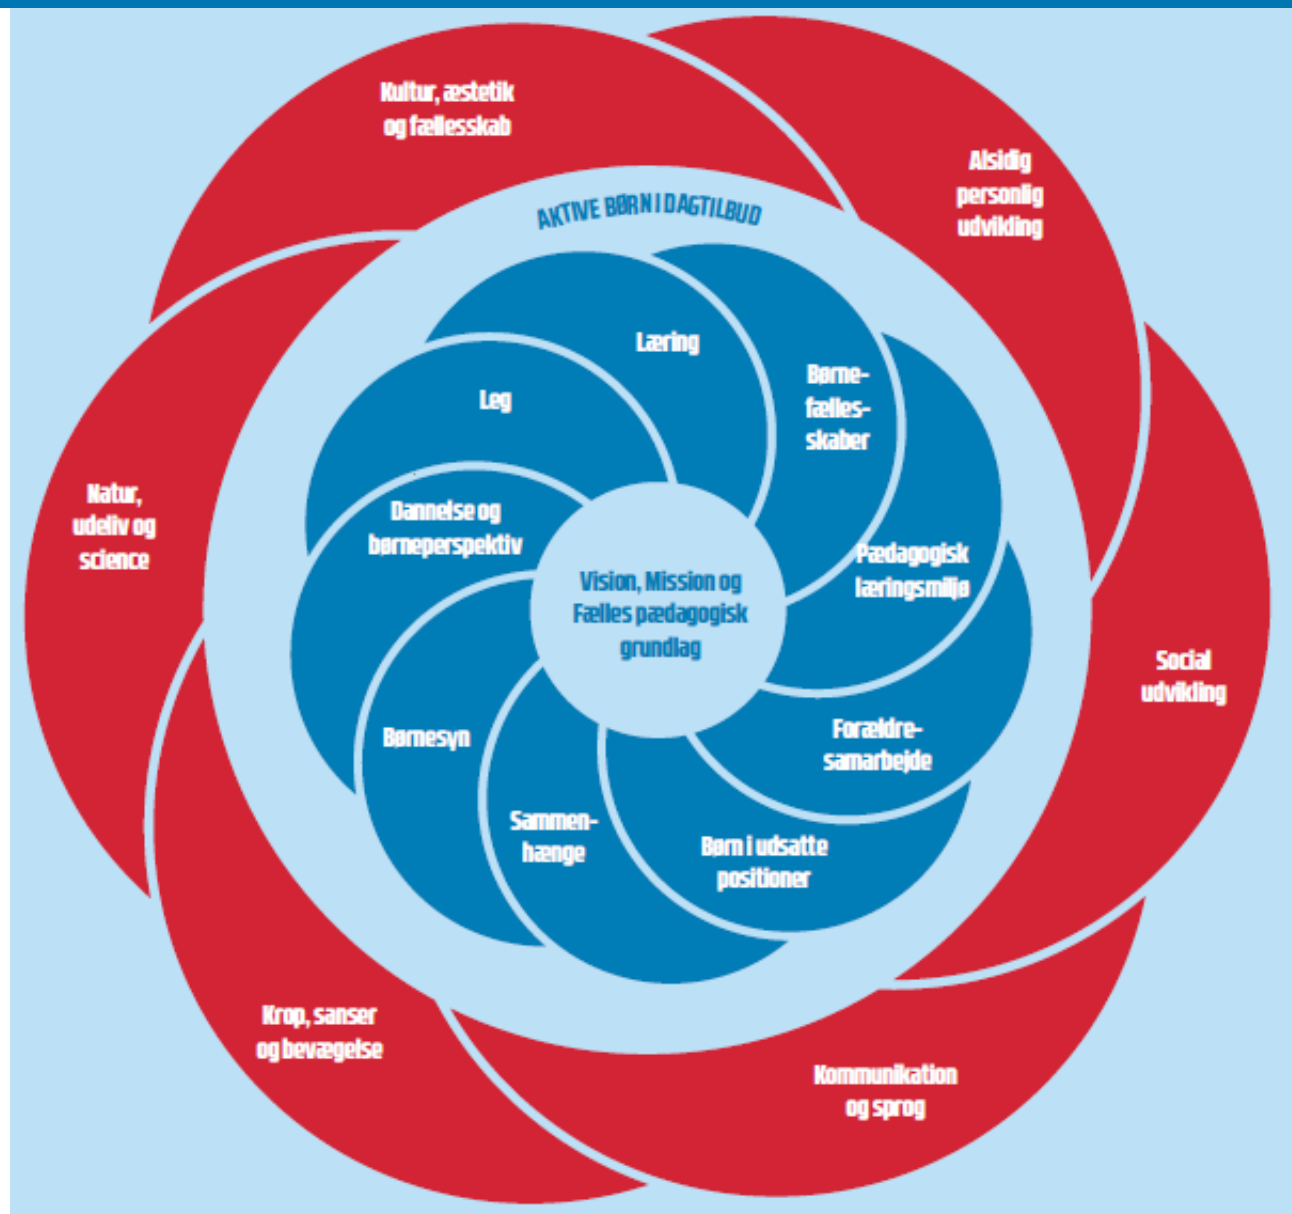 Kultur, æstetik
og fællesskab
Alsidig
personlig
udvikling
AKTIVE BØRN I DAGTILBUD
Læring
Børne-
fælles-
skaber
Leg
Natur,
udeliv og
science
Dannelse og
børneperspektiv
Pædagogisk
læringsmiljø
Vision, Mission og
Fælles pædagogisk
grundlag
Social
udvikling
Børnesyn
Forældre-
samarbejde
Sammen-
hænge
Børn i udsatte
positioner
Krop, sanser
og bevægelse
Kommunikation
og sprog